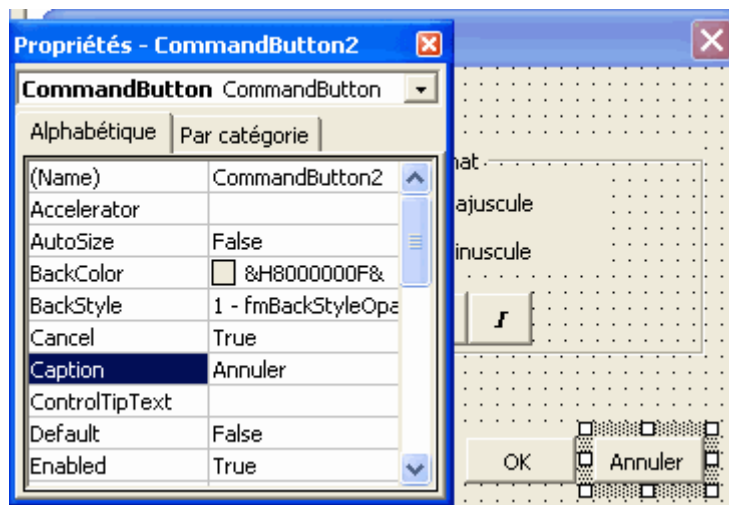 Propriétés - CommandButton2
CommandButton CommandButton
Alphabétique Par catégorie
(Name) CommandButton2
Accelerator
AutoSize False
BackColor &H8000000F&
BackStyle 1 - fmBackStyleOpa
Cancel True
Caption Annuler
ControlTipText
Default False
Enabled True
nat
ajuscule
inuscule
I
OK
Annuler